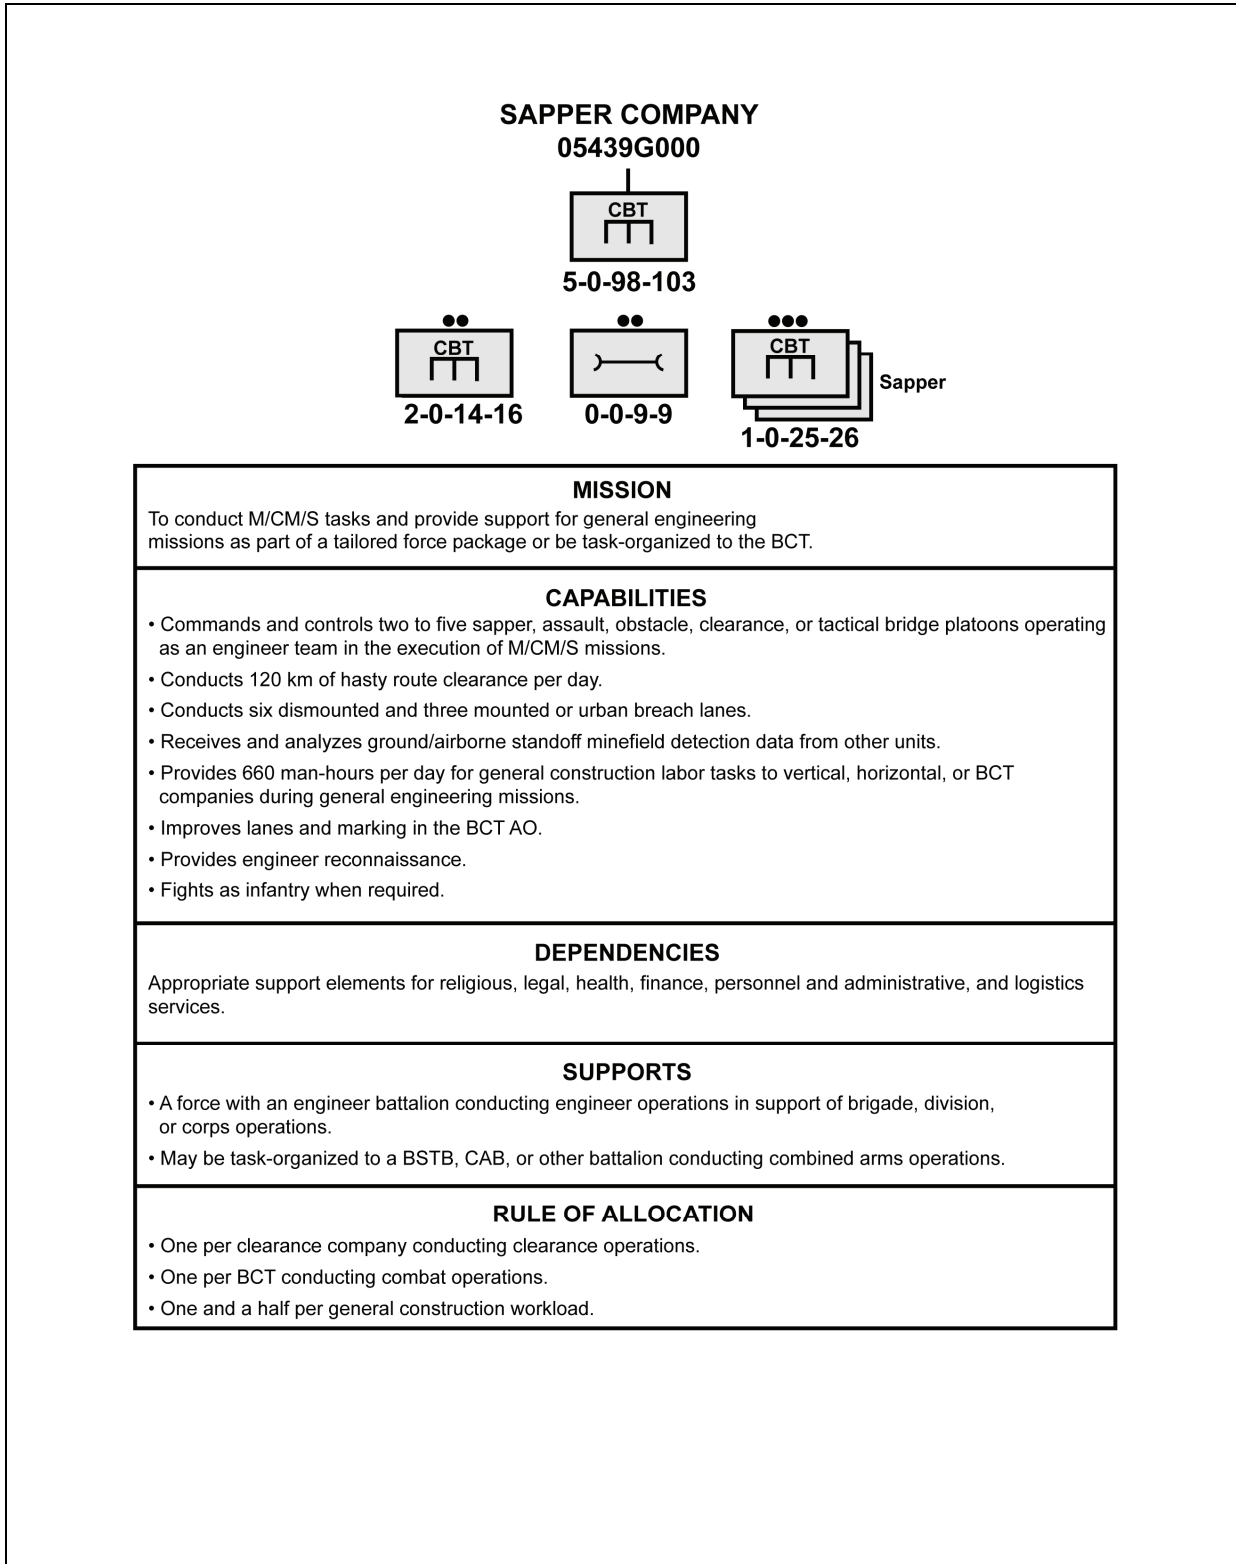 SAPPER COMPANY
05439G000
CBT
5-0-98-103
CBT
2-0-14-16
0-0-9-9
CBT
Sapper
1-0-25-26
MISSION
To conduct M/CM/S tasks and provide support for general engineering
missions as part of a tailored force package or be task-organized to the BCT.
CAPABILITIES
• Commands and controls two to five sapper, assault, obstacle, clearance, or tactical bridge platoons operating
as an engineer team in the execution of M/CM/S missions.
• Conducts 120 km of hasty route clearance per day.
• Conducts six dismounted and three mounted or urban breach lanes.
• Receives and analyzes ground/airborne standoff minefield detection data from other units.
• Provides 660 man-hours per day for general construction labor tasks to vertical, horizontal, or BCT
companies during general engineering missions.
• Improves lanes and marking in the BCT AO.
• Provides engineer reconnaissance.
• Fights as infantry when required.
DEPENDENCIES
Appropriate support elements for religious, legal, health, finance, personnel and administrative, and logistics
services.
SUPPORTS
• A force with an engineer battalion conducting engineer operations in support of brigade, division,
or corps operations.
• May be task-organized to a BSTB, CAB, or other battalion conducting combined arms operations.
RULE OF ALLOCATION
• One per clearance company conducting clearance operations.
• One per BCT conducting combat operations.
• One and a half per general construction workload.